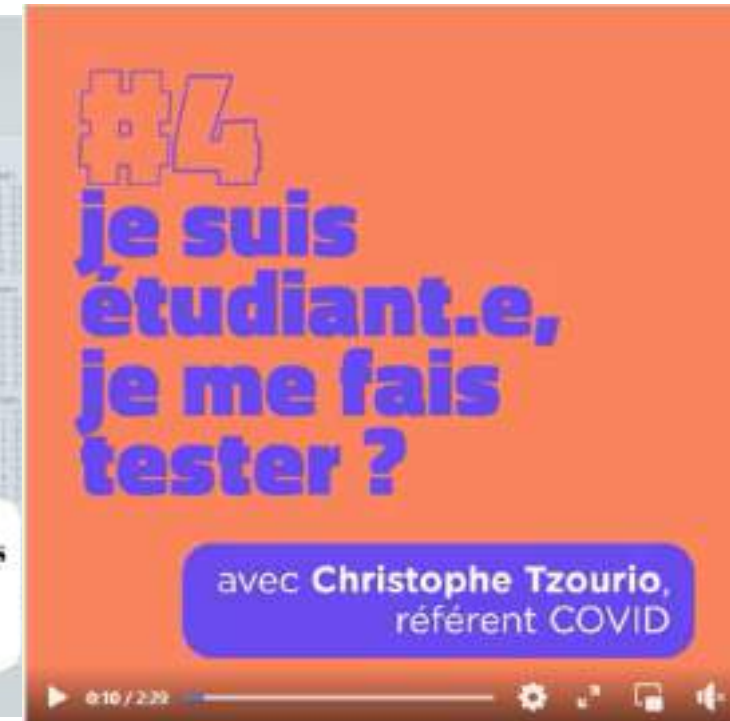 #4
je suis
étudiant.e,
je me fais
tester ?
avec Christophe Tzourio,
référent COVID
0:10 / 2:29